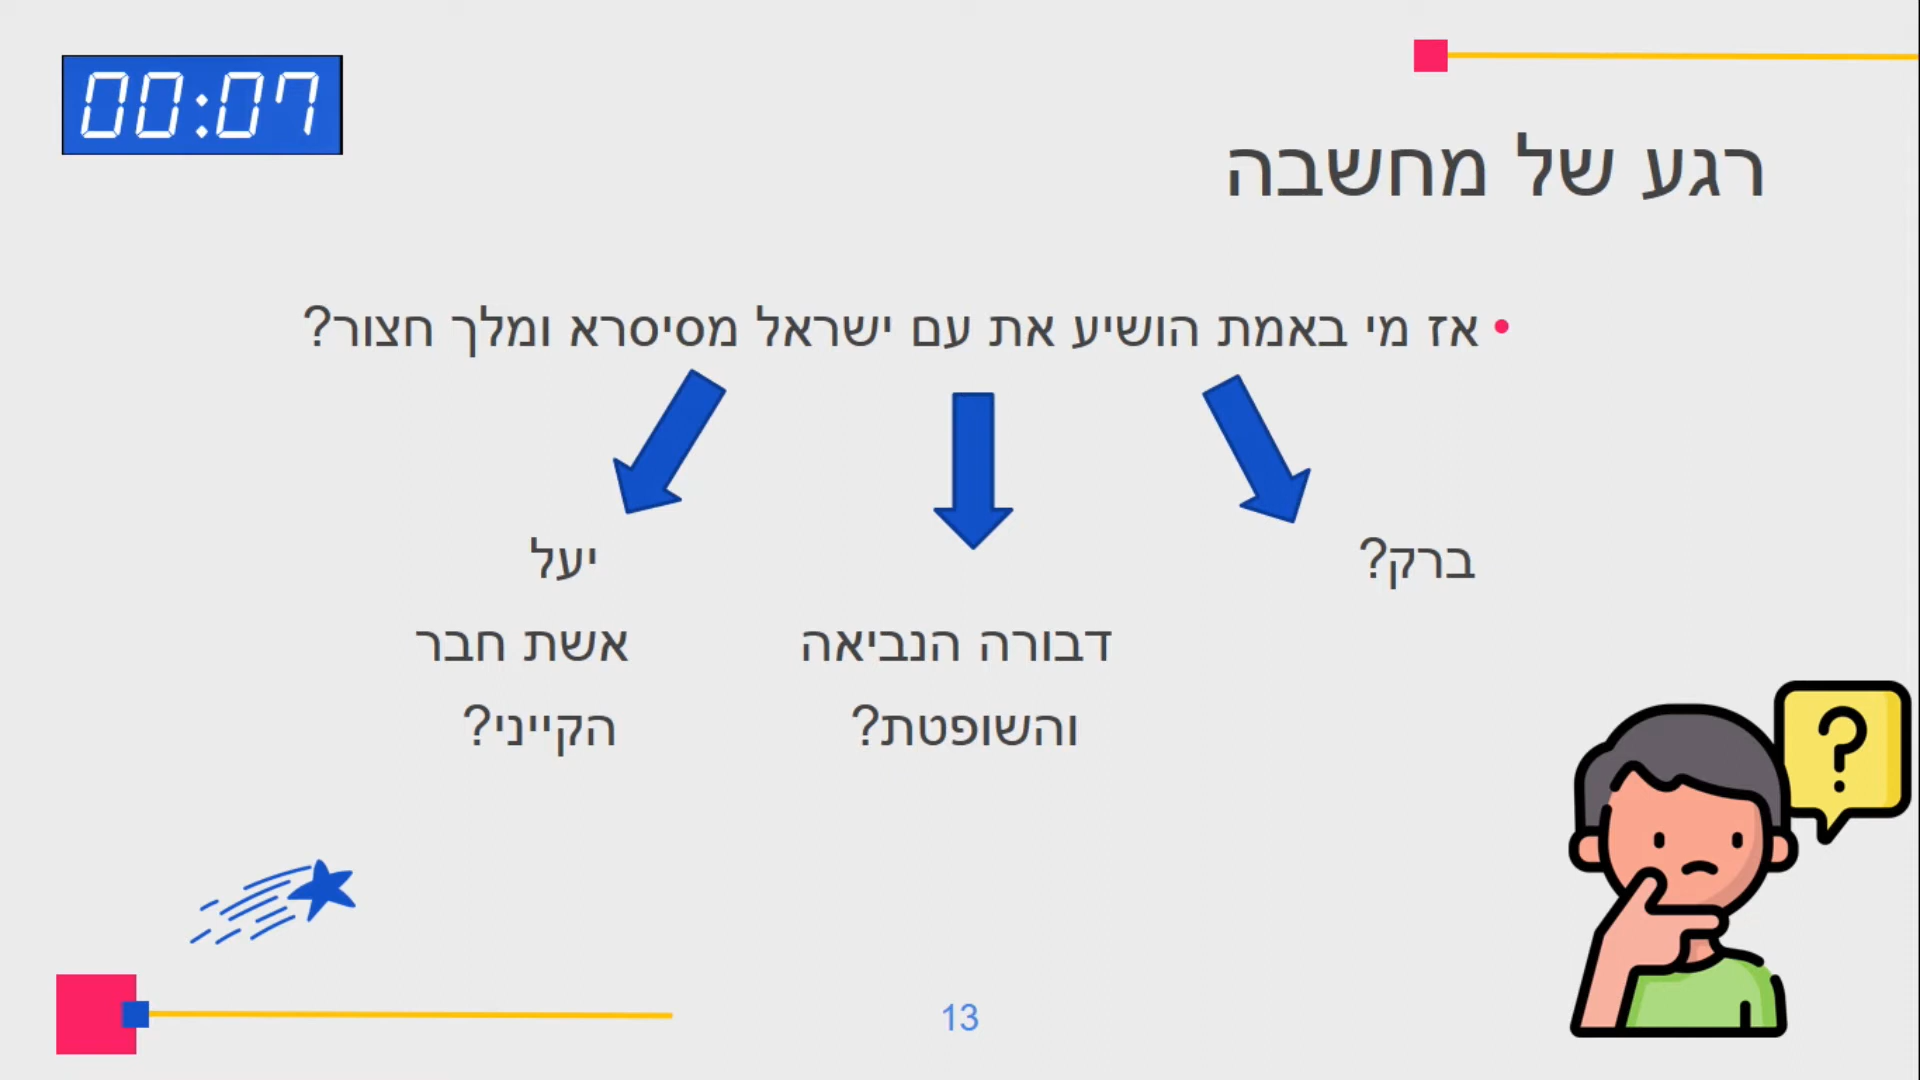 00:07
רגע של מחשבה
• אז מי באמת הושיע את עם ישראל מסיסרא ומלך חצור?
ברק?
דבורה הנביאה
והשופטת?
יעל
אשת חבר
הקייני?
?
13